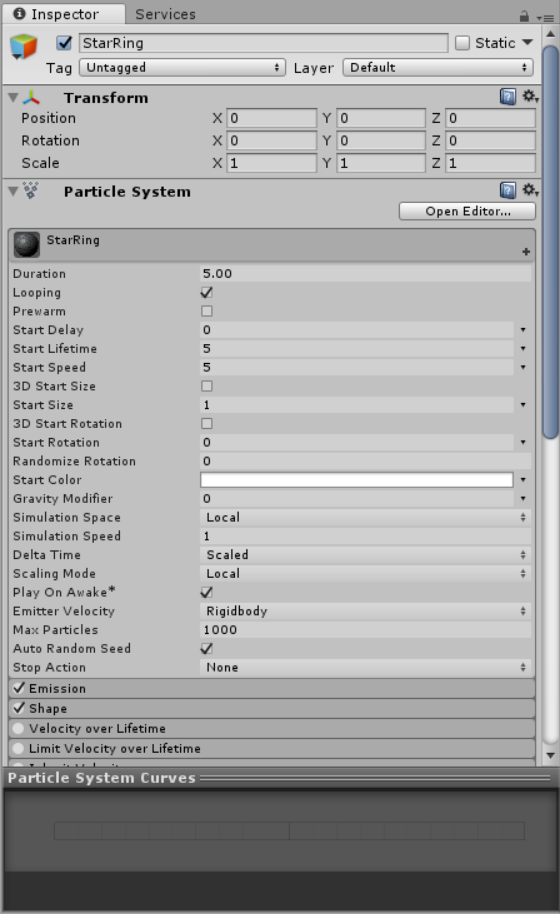 Inspector Services
StarRing Static
Tag Untagged Layer Default
Transform
Position X 0 Y 0 Z 0
Rotation X 0 Y 0 Z 0
Scale X 1 Y 1 Z 1
Particle System
Open Editor...
StarRing
+
Duration 5.00
Looping
Prewarm
Start Delay 0
Start Lifetime 5
Start Speed 5
3D Start Size
Start Size 1
3D Start Rotation
Start Rotation 0
Randomize Rotation 0
Start Color
Gravity Modifier 0
Simulation Space Local
Simulation Speed 1
Delta Time Scaled
Scaling Mode Local
Play On Awake*
Emitter Velocity Rigidbody
Max Particles 1000
Auto Random Seed
Stop Action None
Emission
Shape
Velocity over Lifetime
Limit Velocity over Lifetime
Particle System Curves